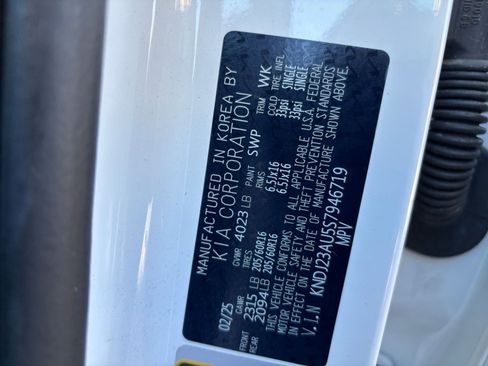 MANUFACTURED IN KOREA BY
KIA CORPORATION
02/25 GVWR 4023 LB PAINT SWP TRIM WK
GAWR TIRES RIMS COLD TIRE INFL
FRONT 2315 LB 205/60R16 6.5Jx16 33psi SINGLE
REAR 2094LB 205/60R16 6.5Jx16 33psi SINGLE
THIS VEHICLE CONFORMS TO ALL APPLICABLE U.S.A. FEDERAL
MOTOR VEHICLE SAFETY AND THEFT PREVENTION STANDARDS
IN EFFECT ON THE DATE OF MANUFACTURE SHOWN ABOVE.
V.I.N KNDJ23AU5S7946719
MPV